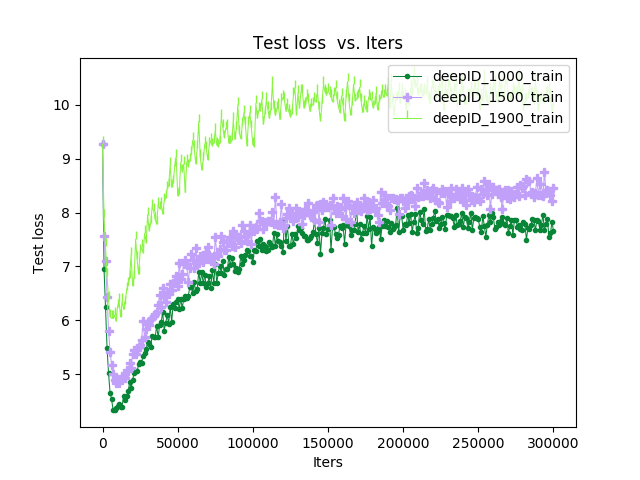 Test loss  vs. Iters
deepID_1000_train
deepID_1500_train
deepID_1900_train
Test loss
10
9
8
7
6
5
0
50000
100000
150000
200000
250000
300000
Iters